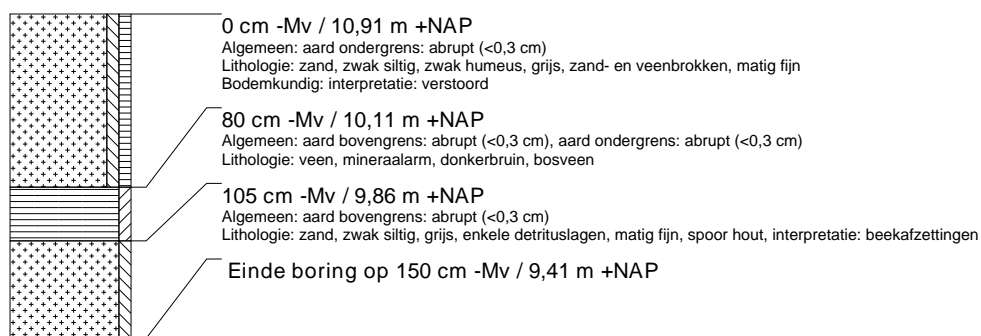 0 cm -Mv / 10,91 m +NAP
Algemeen: aard ondergrens: abrupt (<0,3 cm)
Lithologie: zand, zwak siltig, zwak humeus, grijs, zand- en veenbrokken, matig fijn
Bodemkundig: interpretatie: verstoord
80 cm -Mv / 10,11 m +NAP
Algemeen: aard bovengrens: abrupt (<0,3 cm), aard ondergrens: abrupt (<0,3 cm)
Lithologie: veen, mineraalarm, donkerbruin, bosveen
105 cm -Mv / 9,86 m +NAP
Algemeen: aard bovengrens: abrupt (<0,3 cm)
Lithologie: zand, zwak siltig, grijs, enkele detrituslagen, matig fijn, spoor hout, interpretatie: beekafzettingen
Einde boring op 150 cm -Mv / 9,41 m +NAP